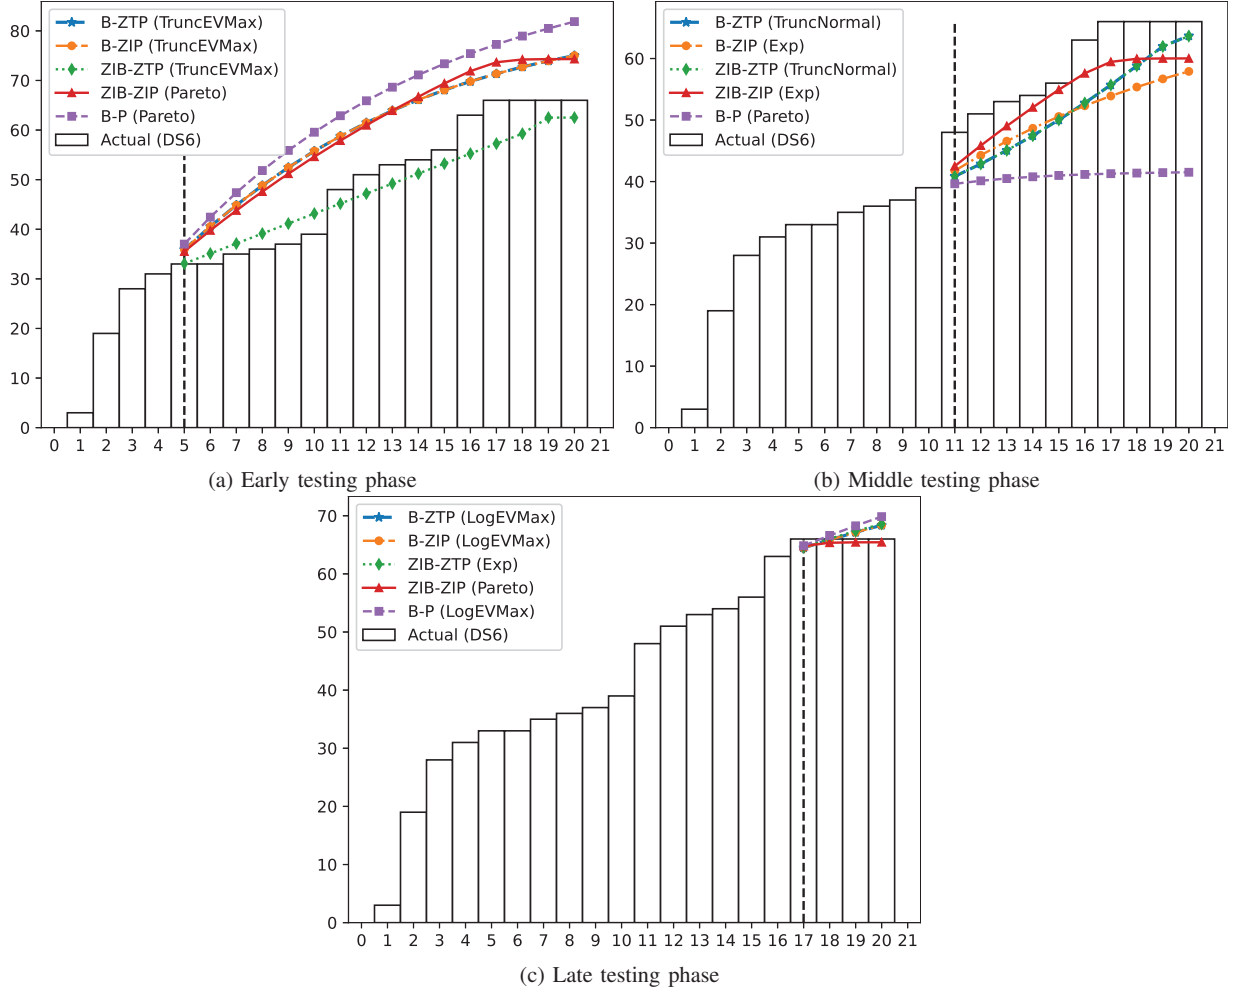 80
70
60
50
40
30
20
10
0
B-ZTP (TruncEVMax)
B-ZIP (TruncEVMax)
ZIB-ZTP (TruncEVMax)
ZIB-ZIP (Pareto)
B-P (Pareto)
Actual (DS6)
0 1 2 3 4 5 6 7 8 9 10 11 12 13 14 15 16 17 18 19 20 21
(a) Early testing phase
60
50
40
30
20
10
0
B-ZTP (TruncNormal)
B-ZIP (Exp)
ZIB-ZTP (TruncNormal)
ZIB-ZIP (Exp)
B-P (Pareto)
Actual (DS6)
0 1 2 3 4 5 6 7 8 9 10 11 12 13 14 15 16 17 18 19 20 21
(b) Middle testing phase
70
60
50
40
30
20
10
0
B-ZTP (LogEVMax)
B-ZIP (LogEVMax)
ZIB-ZTP (Exp)
ZIB-ZIP (Pareto)
B-P (LogEVMax)
Actual (DS6)
0 1 2 3 4 5 6 7 8 9 10 11 12 13 14 15 16 17 18 19 20 21
(c) Late testing phase